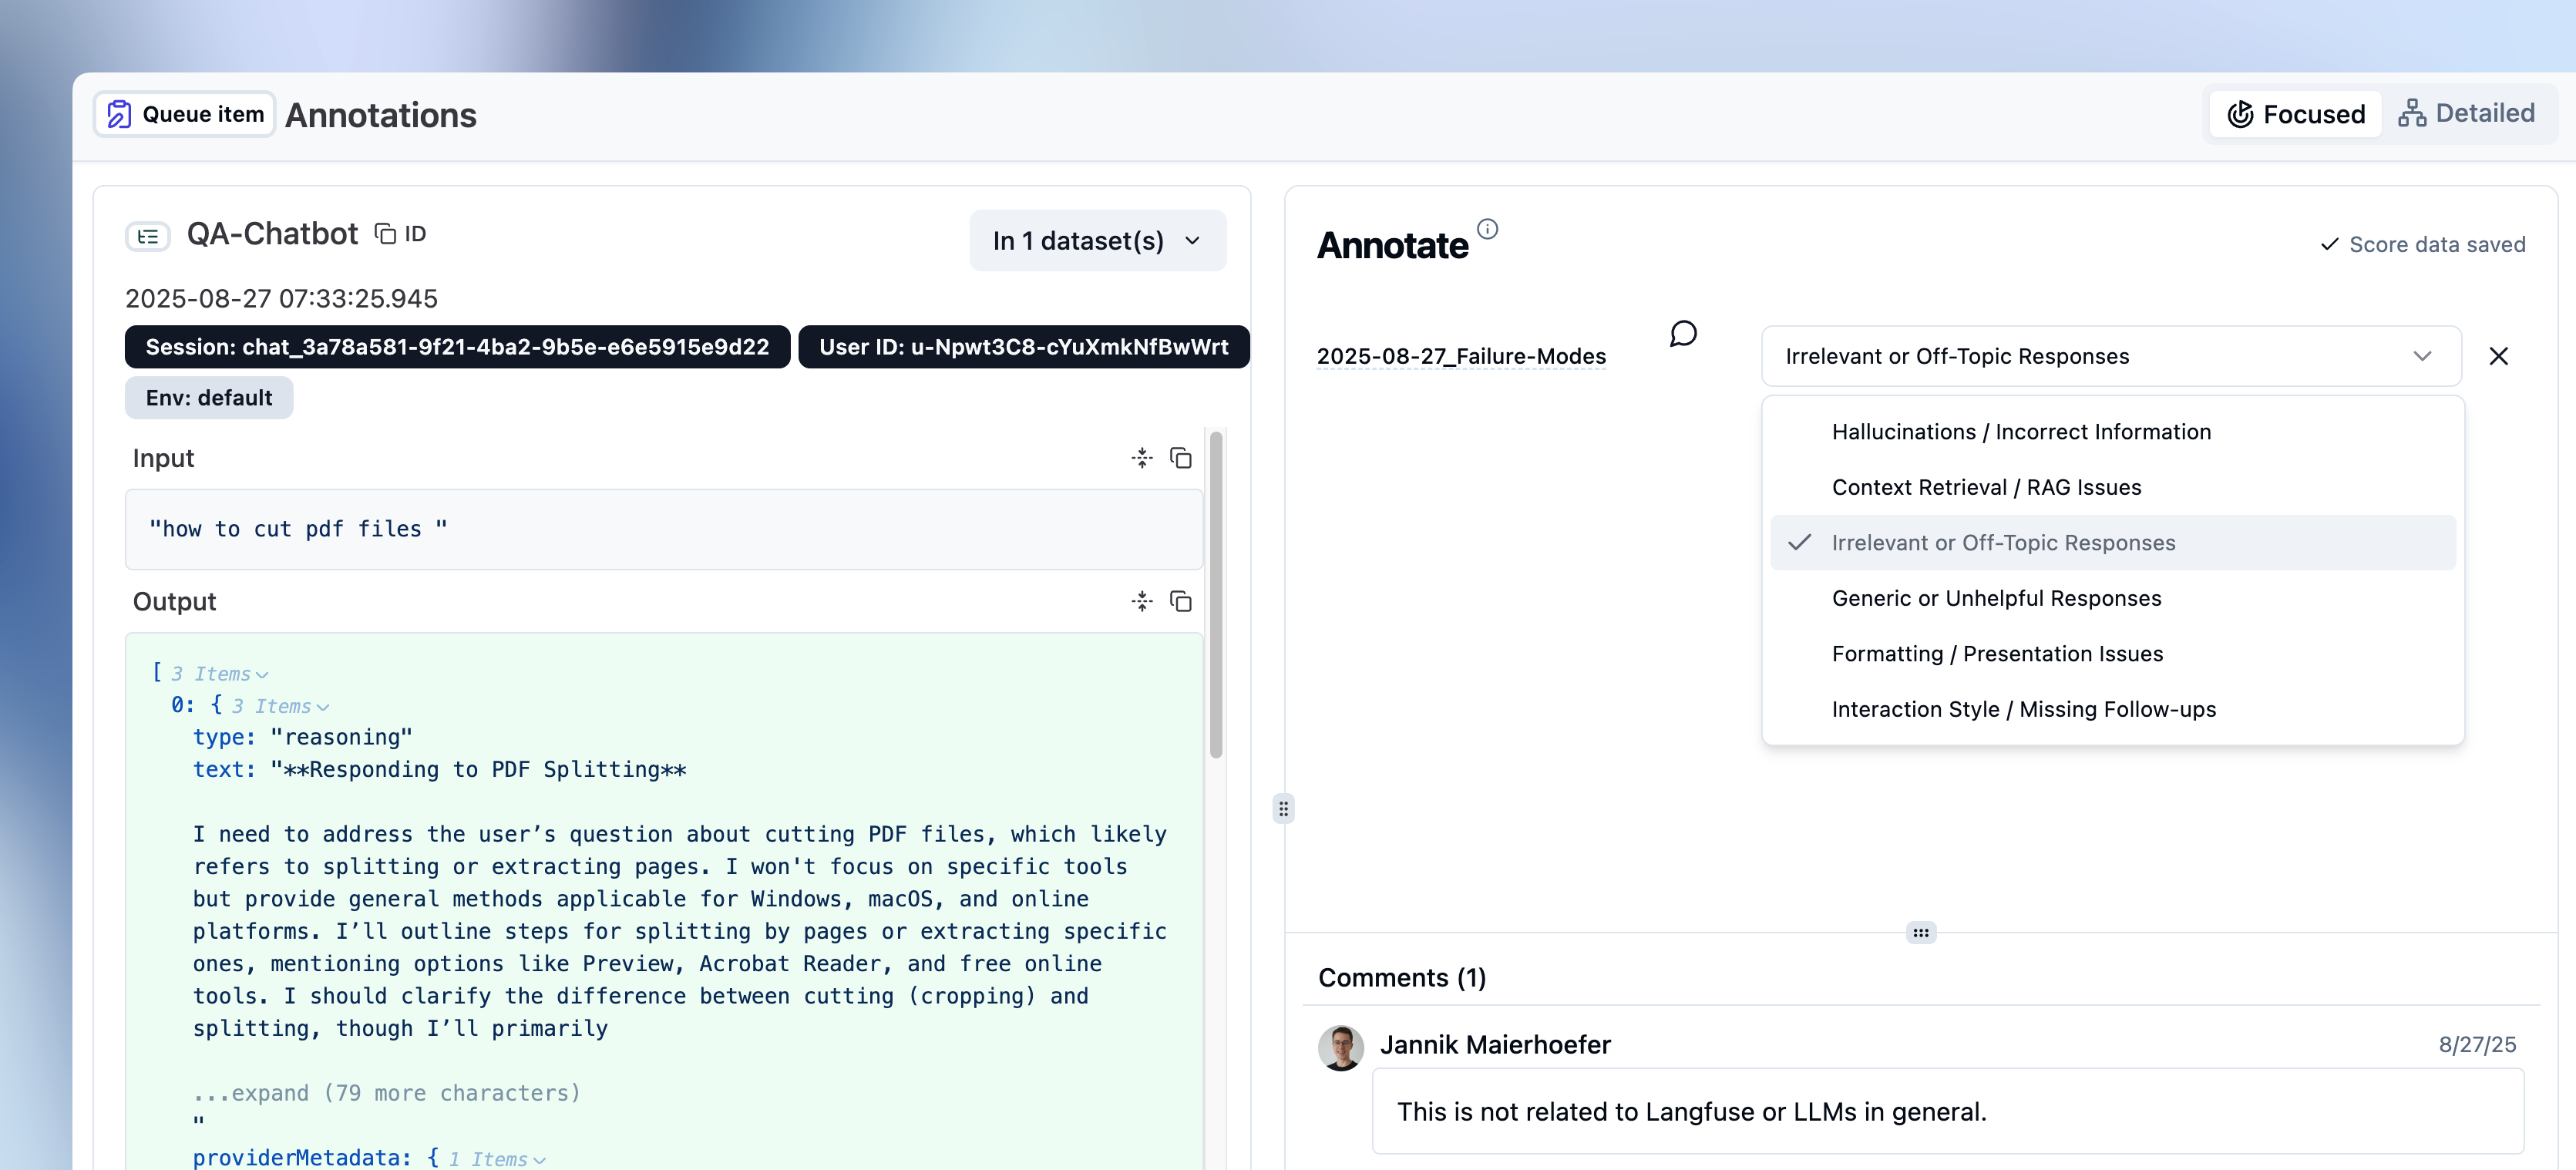 Queue item Annotations
Focused Detailed
QA-Chatbot ID
In 1 dataset(s)
2025-08-27 07:33:25.945
Session: chat_3a78a581-9f21-4ba2-9b5e-e6e5915e9d22 User ID: u-Npwt3C8-cYuXmkNfBwWrt
Env: default
Input
"how to cut pdf files "
Output
[ 3 Items
0: { 3 Items
type: "reasoning"
text: "**Responding to PDF Splitting**
I need to address the user’s question about cutting PDF files, which likely
refers to splitting or extracting pages. I won't focus on specific tools
but provide general methods applicable for Windows, macOS, and online
platforms. I’ll outline steps for splitting by pages or extracting specific
ones, mentioning options like Preview, Acrobat Reader, and free online
tools. I should clarify the difference between cutting (cropping) and
splitting, though I’ll primarily
...expand (79 more characters)
"
providerMetadata: { 1 Items
Annotate
Score data saved
2025-08-27_Failure-Modes
Irrelevant or Off-Topic Responses
Hallucinations / Incorrect Information
Context Retrieval / RAG Issues
Irrelevant or Off-Topic Responses
Generic or Unhelpful Responses
Formatting / Presentation Issues
Interaction Style / Missing Follow-ups
Comments (1)
Jannik Maierhoefer
8/27/25
This is not related to Langfuse or LLMs in general.